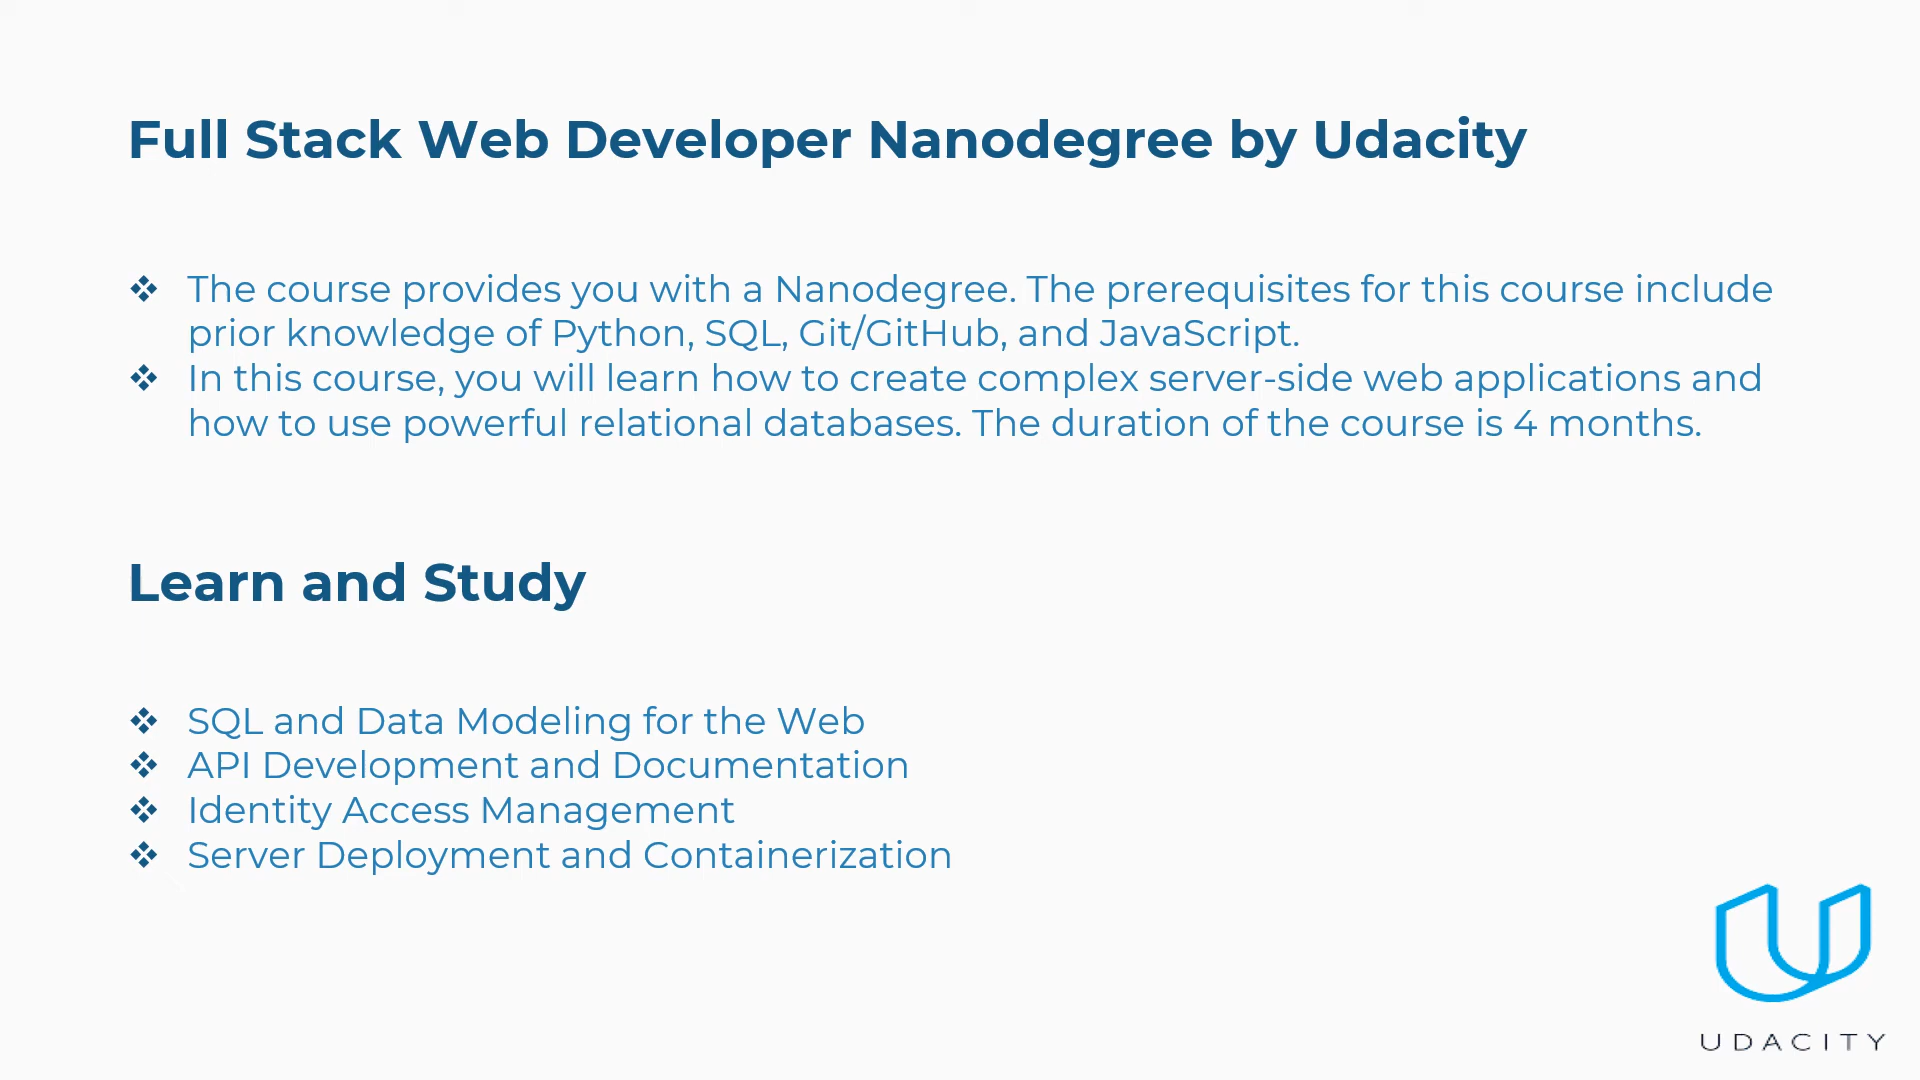 Full Stack Web Developer Nanodegree by Udacity
❖ The course provides you with a Nanodegree. The prerequisites for this course include
prior knowledge of Python, SQL, Git/GitHub, and JavaScript.
❖ In this course, you will learn how to create complex server-side web applications and
how to use powerful relational databases. The duration of the course is 4 months.
Learn and Study
❖ SQL and Data Modeling for the Web
❖ API Development and Documentation
❖ Identity Access Management
❖ Server Deployment and Containerization
UDACITY